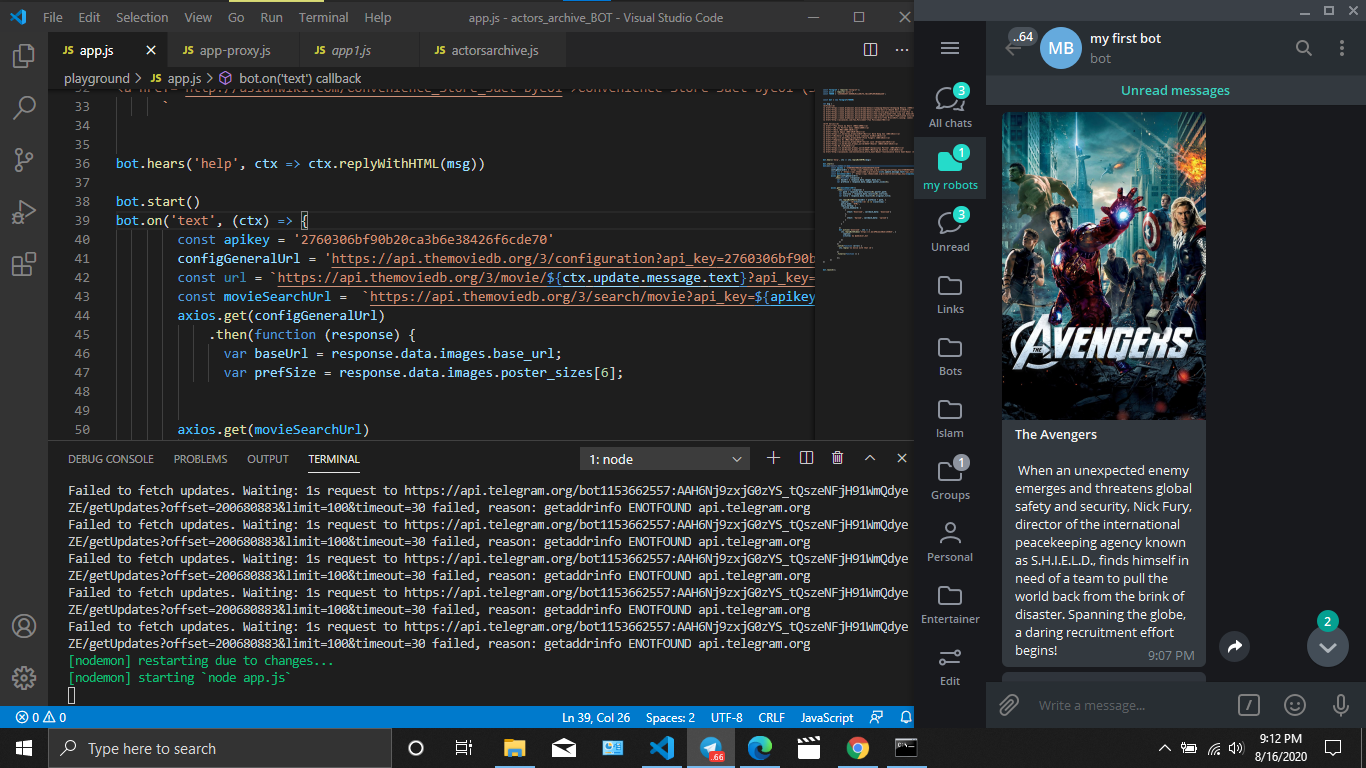 File Edit Selection View Go Run Terminal Help app.js - actors_archive_BOT - Visual Studio Code
JS app.js JS app-proxy.js JS app1.js JS actorsarchive.js
playground > JS app.js > bot.on('text') callback
33 `
34
35
36 bot.hears('help', ctx => ctx.replyWithHTML(msg))
37
38 bot.start()
39 bot.on('text', (ctx) => {
40 const apikey = '2760306bf90b20ca3b6e38426f6cde70'
41 configGeneralUrl = 'https://api.themoviedb.org/3/configuration?api_key=2760306bf90b
42 const url = `https://api.themoviedb.org/3/movie/${ctx.update.message.text}?api_key=
43 const movieSearchUrl = `https://api.themoviedb.org/3/search/movie?api_key=${apikey
44 axios.get(configGeneralUrl)
45 .then(function (response) {
46 var baseUrl = response.data.images.base_url;
47 var prefSize = response.data.images.poster_sizes[6];
48
49
50 axios.get(movieSearchUrl)
DEBUG CONSOLE PROBLEMS OUTPUT TERMINAL 1: node
Failed to fetch updates. Waiting: 1s request to https://api.telegram.org/bot1153662557:AAH6Nj9zxjG0zYS_tQszeNFjH91WmQdye
ZE/getUpdates?offset=200680883&limit=100&timeout=30 failed, reason: getaddrinfo ENOTFOUND api.telegram.org
Failed to fetch updates. Waiting: 1s request to https://api.telegram.org/bot1153662557:AAH6Nj9zxjG0zYS_tQszeNFjH91WmQdye
ZE/getUpdates?offset=200680883&limit=100&timeout=30 failed, reason: getaddrinfo ENOTFOUND api.telegram.org
Failed to fetch updates. Waiting: 1s request to https://api.telegram.org/bot1153662557:AAH6Nj9zxjG0zYS_tQszeNFjH91WmQdye
ZE/getUpdates?offset=200680883&limit=100&timeout=30 failed, reason: getaddrinfo ENOTFOUND api.telegram.org
Failed to fetch updates. Waiting: 1s request to https://api.telegram.org/bot1153662557:AAH6Nj9zxjG0zYS_tQszeNFjH91WmQdye
ZE/getUpdates?offset=200680883&limit=100&timeout=30 failed, reason: getaddrinfo ENOTFOUND api.telegram.org
Failed to fetch updates. Waiting: 1s request to https://api.telegram.org/bot1153662557:AAH6Nj9zxjG0zYS_tQszeNFjH91WmQdye
ZE/getUpdates?offset=200680883&limit=100&timeout=30 failed, reason: getaddrinfo ENOTFOUND api.telegram.org
[nodemon] restarting due to changes...
[nodemon] starting `node app.js`
0 0 Ln 39, Col 26 Spaces: 2 UTF-8 CRLF JavaScript
..64
MB
my first bot
bot
Unread messages
3
All chats
1
my robots
3
Unread
Links
Bots
Islam
1
Groups
Personal
Entertainer
Edit
THE AVENGERS
The Avengers
When an unexpected enemy
emerges and threatens global
safety and security, Nick Fury,
director of the international
peacekeeping agency known
as S.H.I.E.L.D., finds himself in
need of a team to pull the
world back from the brink of
disaster. Spanning the globe,
a daring recruitment effort
begins!
9:07 PM
2
Write a message...
Type here to search
.66
9:12 PM
8/16/2020